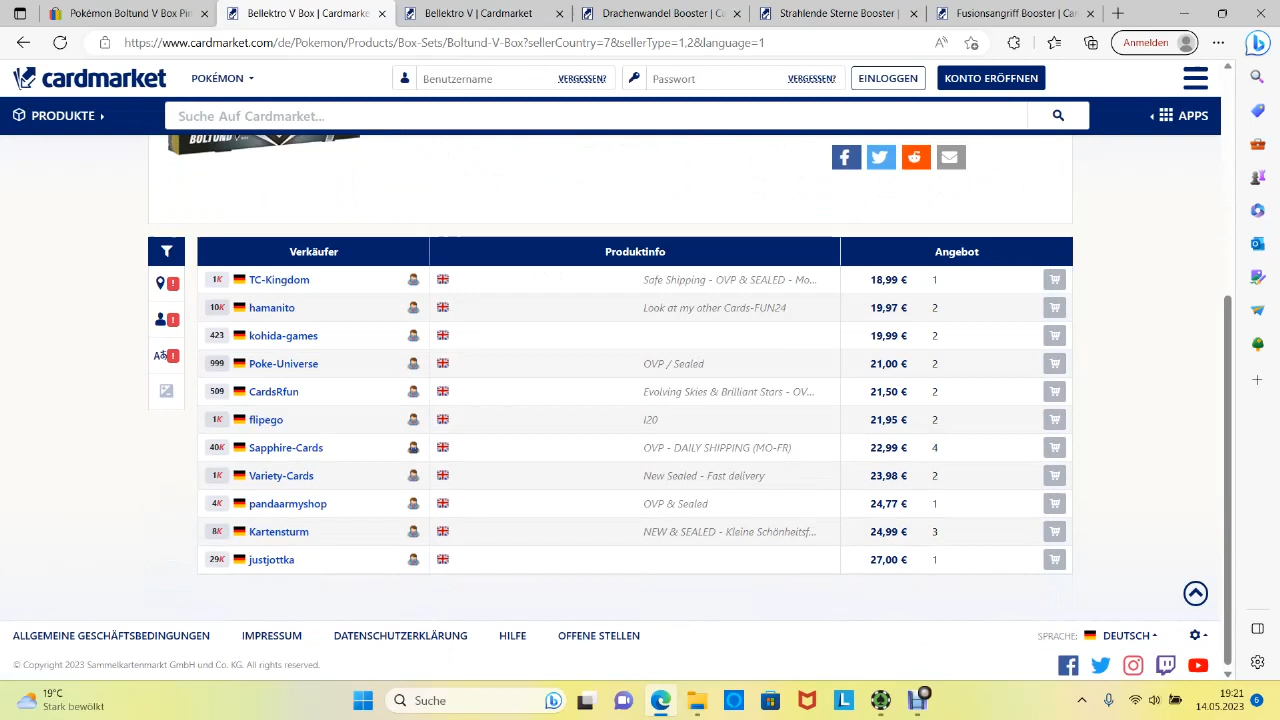 Pokémon Pin
Boltekv Box | Ca
Bellektro V | Cardmarket
Drachenwandel Booster | C
Strahlende Sterne Booster
Fusionsangriff Booster | Ca
https://www.cardmarket.com/de/Pokemon/Products/Box-Sets/Boltund-V-Box?sellerCountry=7&sellerType=1,2&language=1
Anmelden
cardmarket
POKÉMON
Benutzername
VERGESSEN?
Passwort
VERGESSEN?
EINLOGGEN
KONTO ERÖFFNEN
PRODUKTE
Suche Auf Cardmarket...
APPS
BOLTUND
Verkäufer Produktinfo Angebot
1K TC-Kingdom Safe Shipping - OVP & SEALED - Mo... 18,99 € 1
10K hamanito Look at my other Cards-FUN24 19,97 € 2
423 kohida-games 19,99 € 2
999 Poke-Universe OVP / Sealed 21,00 € 2
509 CardsRfun Evolving Skies & Brilliant Stars - OV... 21,50 € 2
1K flipego I20 21,95 € 2
40K Sapphire-Cards OVP - DAILY SHIPPING (MO-FR) 22,99 € 4
1K Variety-Cards New Sealed - Fast delivery 23,98 € 2
4K pandaarmyshop OVP & Sealed 24,77 € 1
8K Kartensturm NEW & SEALED - Kleine Schönheitsf... 24,99 € 3
29K justjottka 27,00 € 1
ALLGEMEINE GESCHÄFTSBEDINGUNGEN IMPRESSUM DATENSCHUTZERKLÄRUNG HILFE OFFENE STELLEN
SPRACHE: DEUTSCH
© Copyright 2023 Sammelkartenmarkt GmbH und Co. KG. All rights reserved.
19°C
Stark bewölkt
Suche
19:21
14.05.2023
6